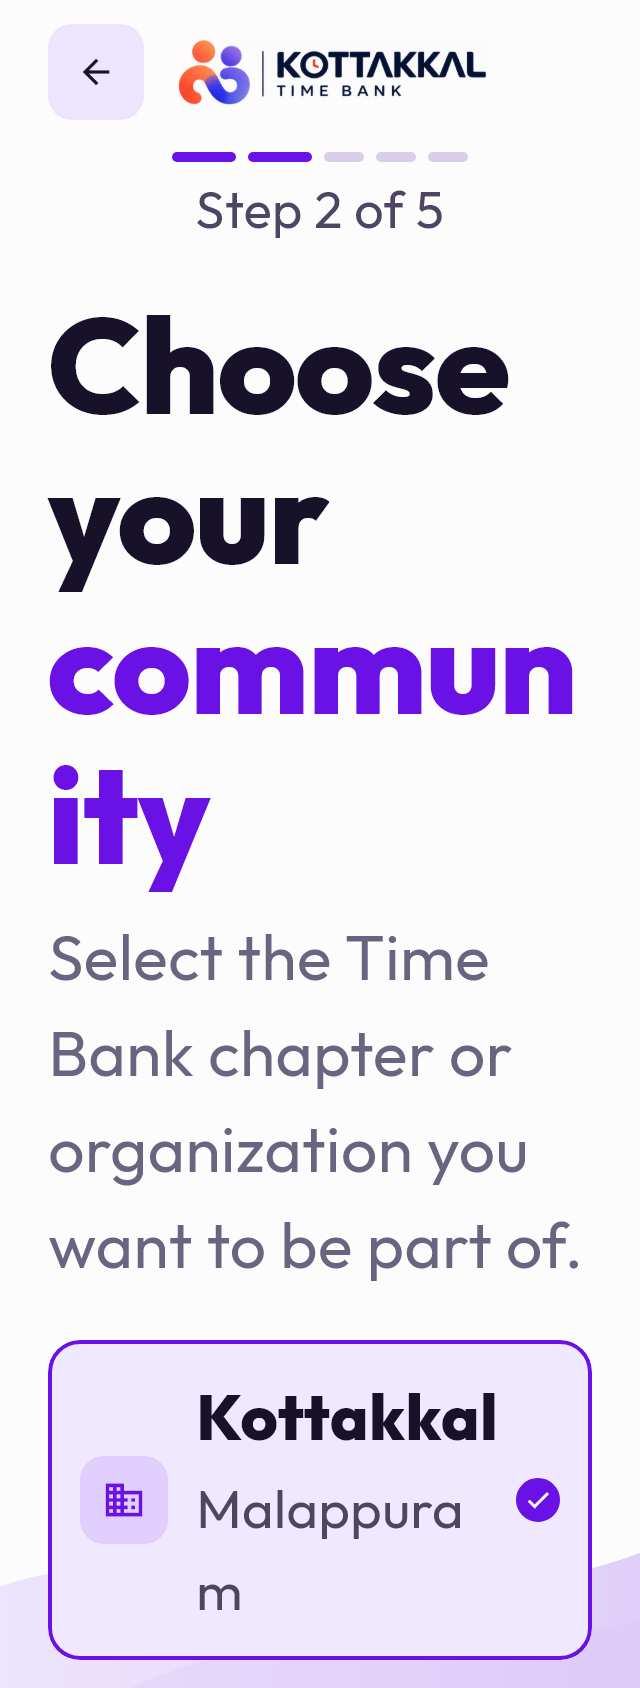 KOTTAKKAL
TIME BANK
Step 2 of 5
Choose
your
commun
ity
Select the Time
Bank chapter or
organization you
want to be part of.
Kottakkal
Malappura
m